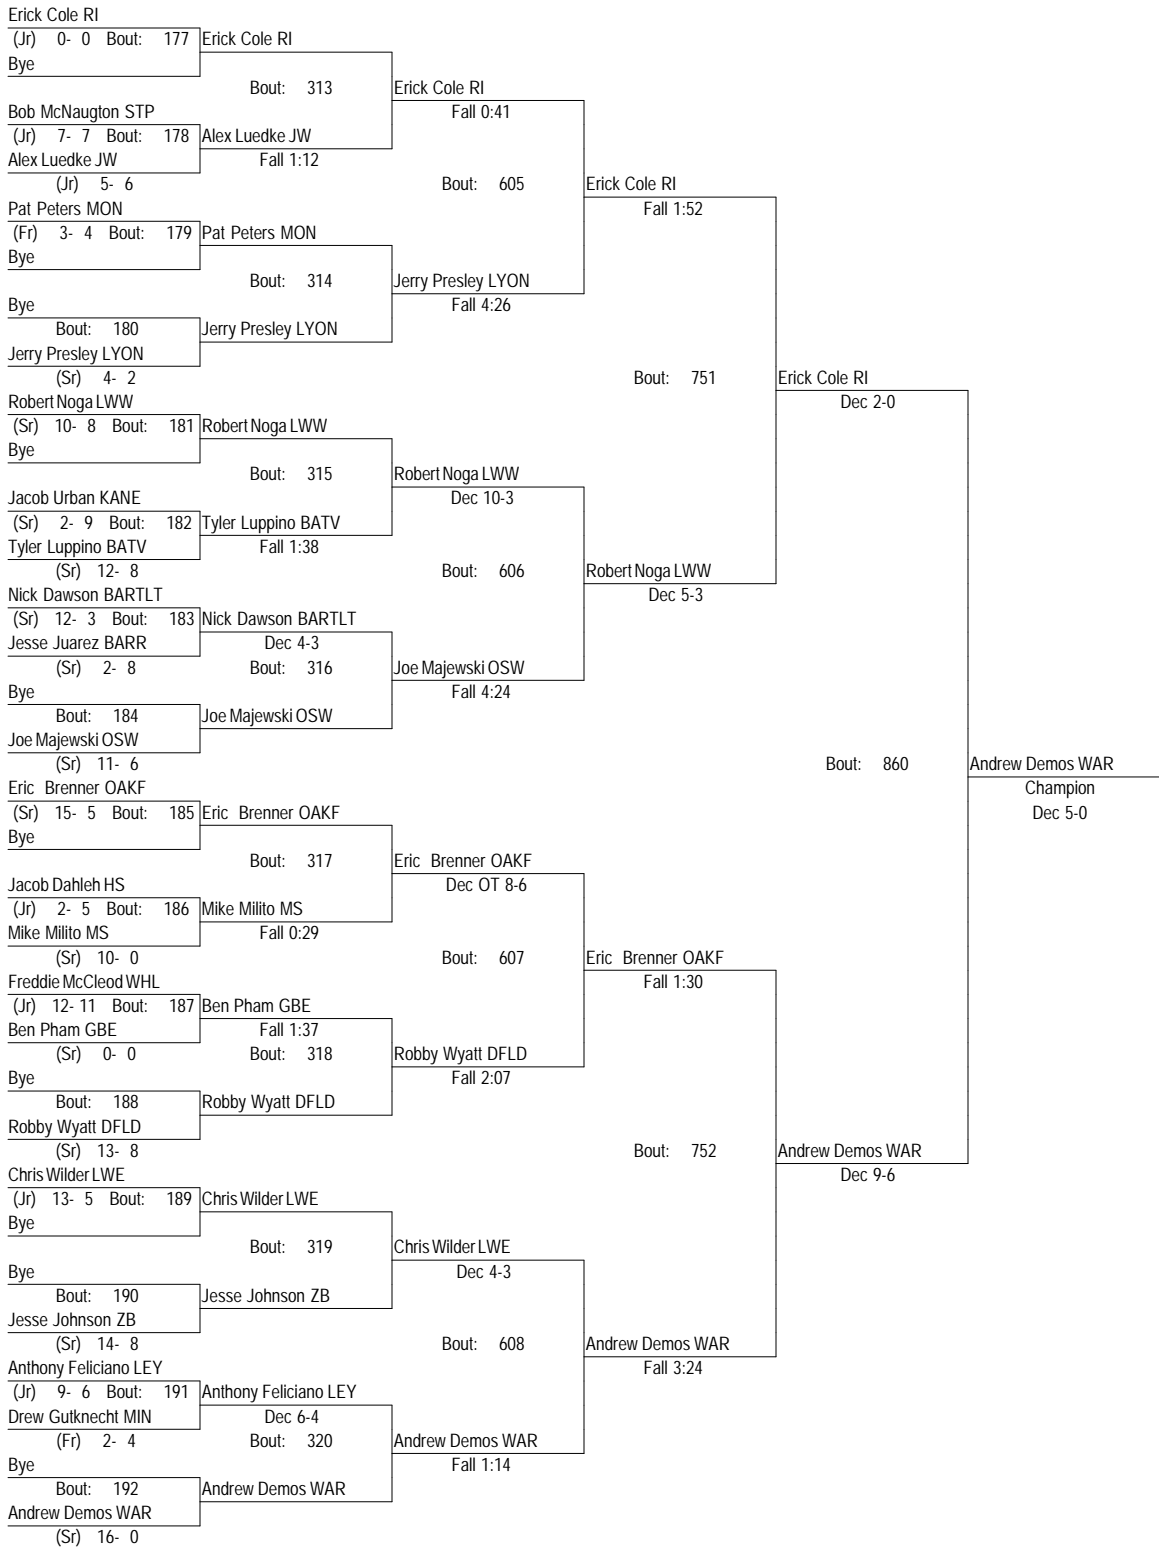 Erick Cole RI
(Jr) 0- 0 Bout: 177 Erick Cole RI
Bye
Bout: 313 Erick Cole RI
Bob McNaugton STP Fall 0:41
(Jr) 7- 7 Bout: 178 Alex Luedke JW
Alex Luedke JW Fall 1:12
(Jr) 5- 6 Bout: 605 Erick Cole RI
Pat Peters MON Fall 1:52
(Fr) 3- 4 Bout: 179 Pat Peters MON
Bye
Bout: 314 Jerry Presley LYON
Bye Fall 4:26
Bout: 180 Jerry Presley LYON
Jerry Presley LYON
(Sr) 4- 2 Bout: 751 Erick Cole RI
Robert Noga LWW Dec 2-0
(Sr) 10- 8 Bout: 181 Robert Noga LWW
Bye
Bout: 315 Robert Noga LWW
Jacob Urban KANE Dec 10-3
(Sr) 2- 9 Bout: 182 Tyler Luppino BATV
Tyler Luppino BATV Fall 1:38
(Sr) 12- 8 Bout: 606 Robert Noga LWW
Nick Dawson BARTLT Dec 5-3
(Sr) 12- 3 Bout: 183 Nick Dawson BARTLT
Jesse Juarez BARR Dec 4-3
(Sr) 2- 8 Bout: 316 Joe Majewski OSW
Bye Fall 4:24
Bout: 184 Joe Majewski OSW
Joe Majewski OSW
(Sr) 11- 6 Bout: 860 Andrew Demos WAR
Eric Brenner OAKF Champion
(Sr) 15- 5 Bout: 185 Eric Brenner OAKF Dec 5-0
Bye
Bout: 317 Eric Brenner OAKF
Jacob Dahleh HS Dec OT 8-6
(Jr) 2- 5 Bout: 186 Mike Milito MS
Mike Milito MS Fall 0:29
(Sr) 10- 0 Bout: 607 Eric Brenner OAKF
Freddie McCleod WHL Fall 1:30
(Jr) 12- 11 Bout: 187 Ben Pham GBE
Ben Pham GBE Fall 1:37
(Sr) 0- 0 Bout: 318 Robby Wyatt DFLD
Bye Fall 2:07
Bout: 188 Robby Wyatt DFLD
Robby Wyatt DFLD
(Sr) 13- 8 Bout: 752 Andrew Demos WAR
Chris Wilder LWE Dec 9-6
(Jr) 13- 5 Bout: 189 Chris Wilder LWE
Bye
Bout: 319 Chris Wilder LWE
Bye Dec 4-3
Bout: 190 Jesse Johnson ZB
Jesse Johnson ZB
(Sr) 14- 8 Bout: 608 Andrew Demos WAR
Anthony Feliciano LEY Fall 3:24
(Jr) 9- 6 Bout: 191 Anthony Feliciano LEY
Drew Gutknecht MIN Dec 6-4
(Fr) 2- 4 Bout: 320 Andrew Demos WAR
Bye Fall 1:14
Bout: 192 Andrew Demos WAR
Andrew Demos WAR
(Sr) 16- 0